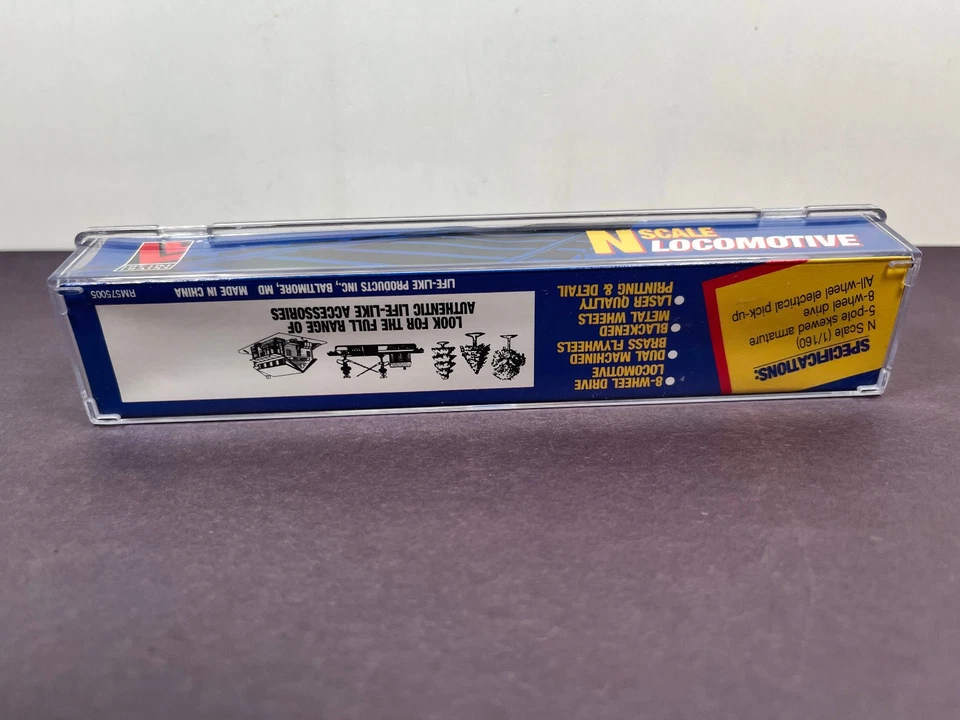 N SCALE
LOCOMOTIVE
SPECIFICATIONS:
N Scale (1/160)
5-pole skewed armature
8-wheel drive
All-wheel electrical pick-up
8-WHEEL DRIVE
LOCOMOTIVE
DUAL MACHINED
BRASS FLYWHEELS
BLACKENED
METAL WHEELS
LASER QUALITY
PRINTING & DETAIL
LOOK FOR THE FULL RANGE OF
AUTHENTIC LIFE-LIKE ACCESSORIES
LIFE-LIKE PRODUCTS INC., BALTIMORE, MD MADE IN CHINA
RM575005